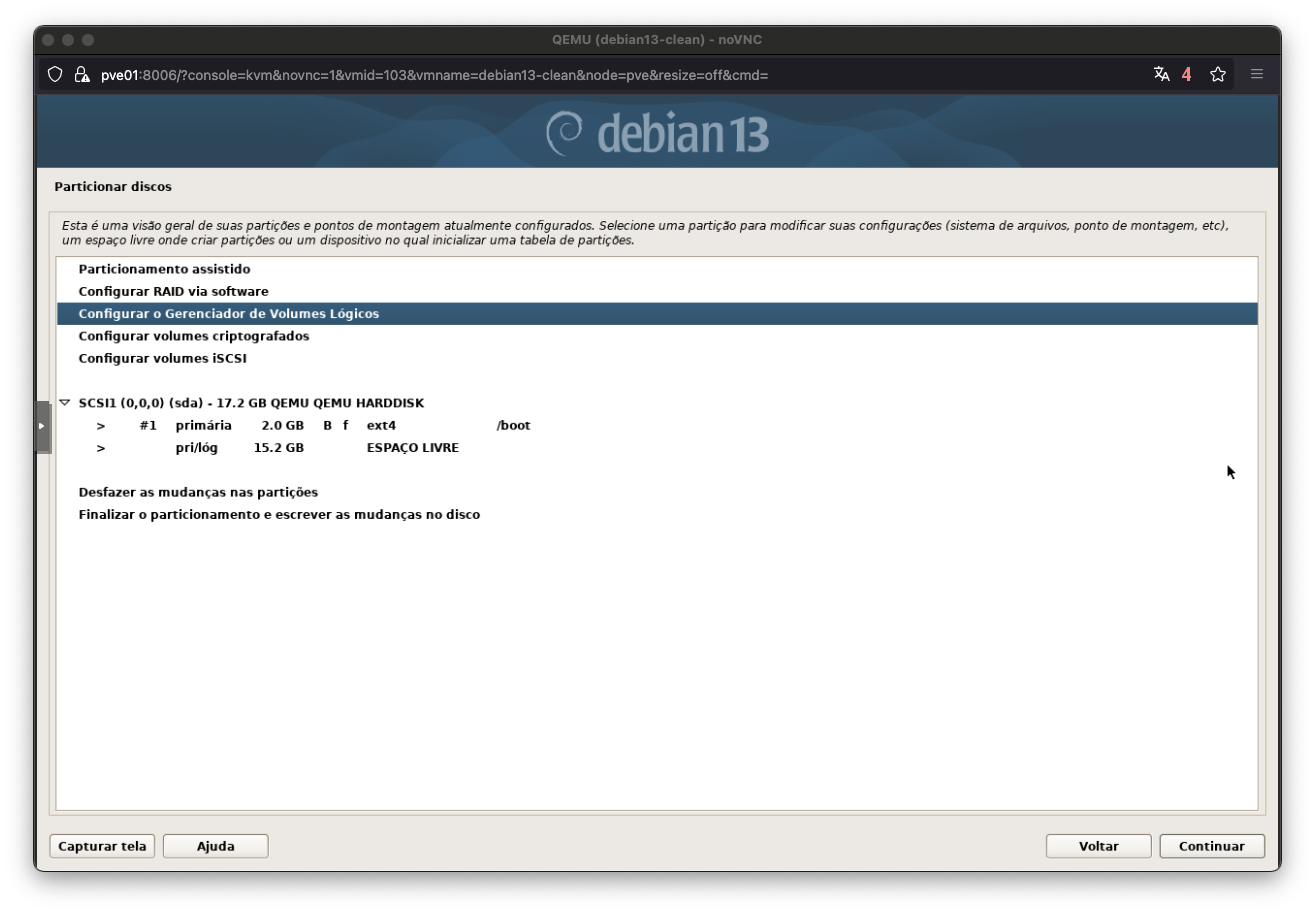 QEMU (debian13-clean) - noVNC
pve01:8006/?console=kvm&novnc=1&vmid=103&vmname=debian13-clean&node=pve&resize=off&cmd=
4
debian 13
Particionar discos
Esta é uma visão geral de suas partições e pontos de montagem atualmente configurados. Selecione uma partição para modificar suas configurações (sistema de arquivos, ponto de montagem, etc),
um espaço livre onde criar partições ou um dispositivo no qual inicializar uma tabela de partições.
Particionamento assistido
Configurar RAID via software
Configurar o Gerenciador de Volumes Lógicos
Configurar volumes criptografados
Configurar volumes iSCSI
SCSI1 (0,0,0) (sda) - 17.2 GB QEMU QEMU HARDDISK
> #1 primária 2.0 GB B f ext4 /boot
> pri/lóg 15.2 GB ESPAÇO LIVRE
Desfazer as mudanças nas partições
Finalizar o particionamento e escrever as mudanças no disco
Capturar tela Ajuda Voltar Continuar